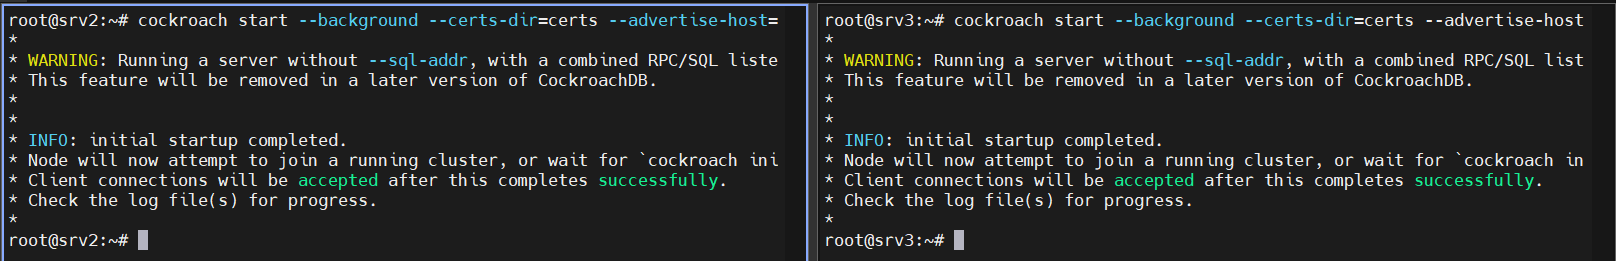 root@srv2:~# cockroach start --background --certs-dir=certs --advertise-host=
*
* WARNING: Running a server without --sql-addr, with a combined RPC/SQL liste
* This feature will be removed in a later version of CockroachDB.
*
*
* INFO: initial startup completed.
* Node will now attempt to join a running cluster, or wait for `cockroach ini
* Client connections will be accepted after this completes successfully.
* Check the log file(s) for progress.
*
root@srv2:~#
root@srv3:~# cockroach start --background --certs-dir=certs --advertise-host
*
* WARNING: Running a server without --sql-addr, with a combined RPC/SQL list
* This feature will be removed in a later version of CockroachDB.
*
*
* INFO: initial startup completed.
* Node will now attempt to join a running cluster, or wait for `cockroach in
* Client connections will be accepted after this completes successfully.
* Check the log file(s) for progress.
*
root@srv3:~#